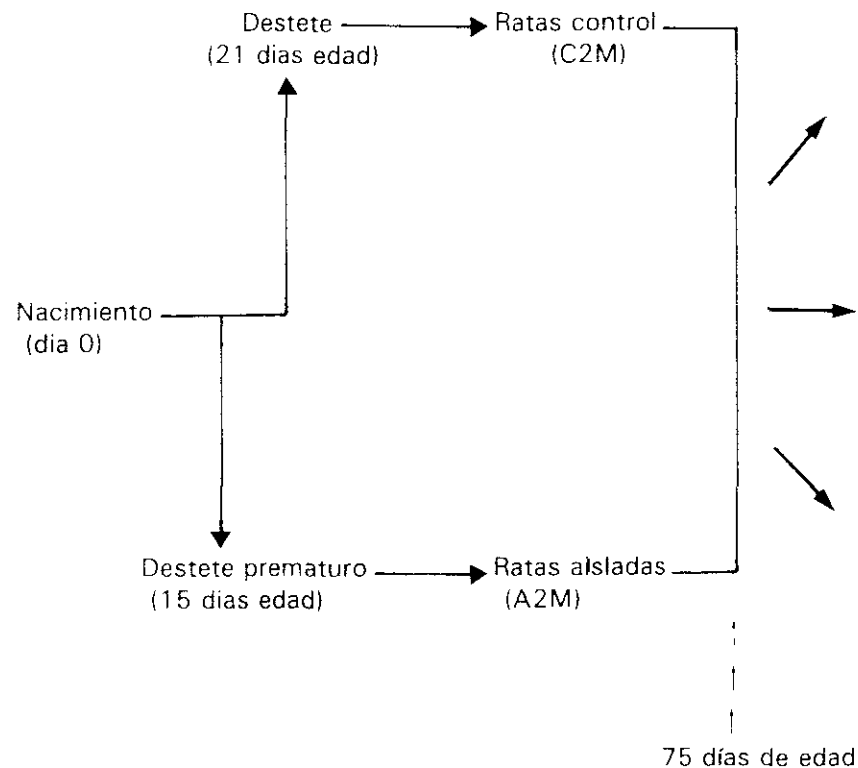 Destete
(21 dias edad)
Ratas control
(C2M)
Nacimiento
(dia 0)
Destete prematuro
(15 dias edad)
Ratas aisladas
(A2M)
75 días de edad